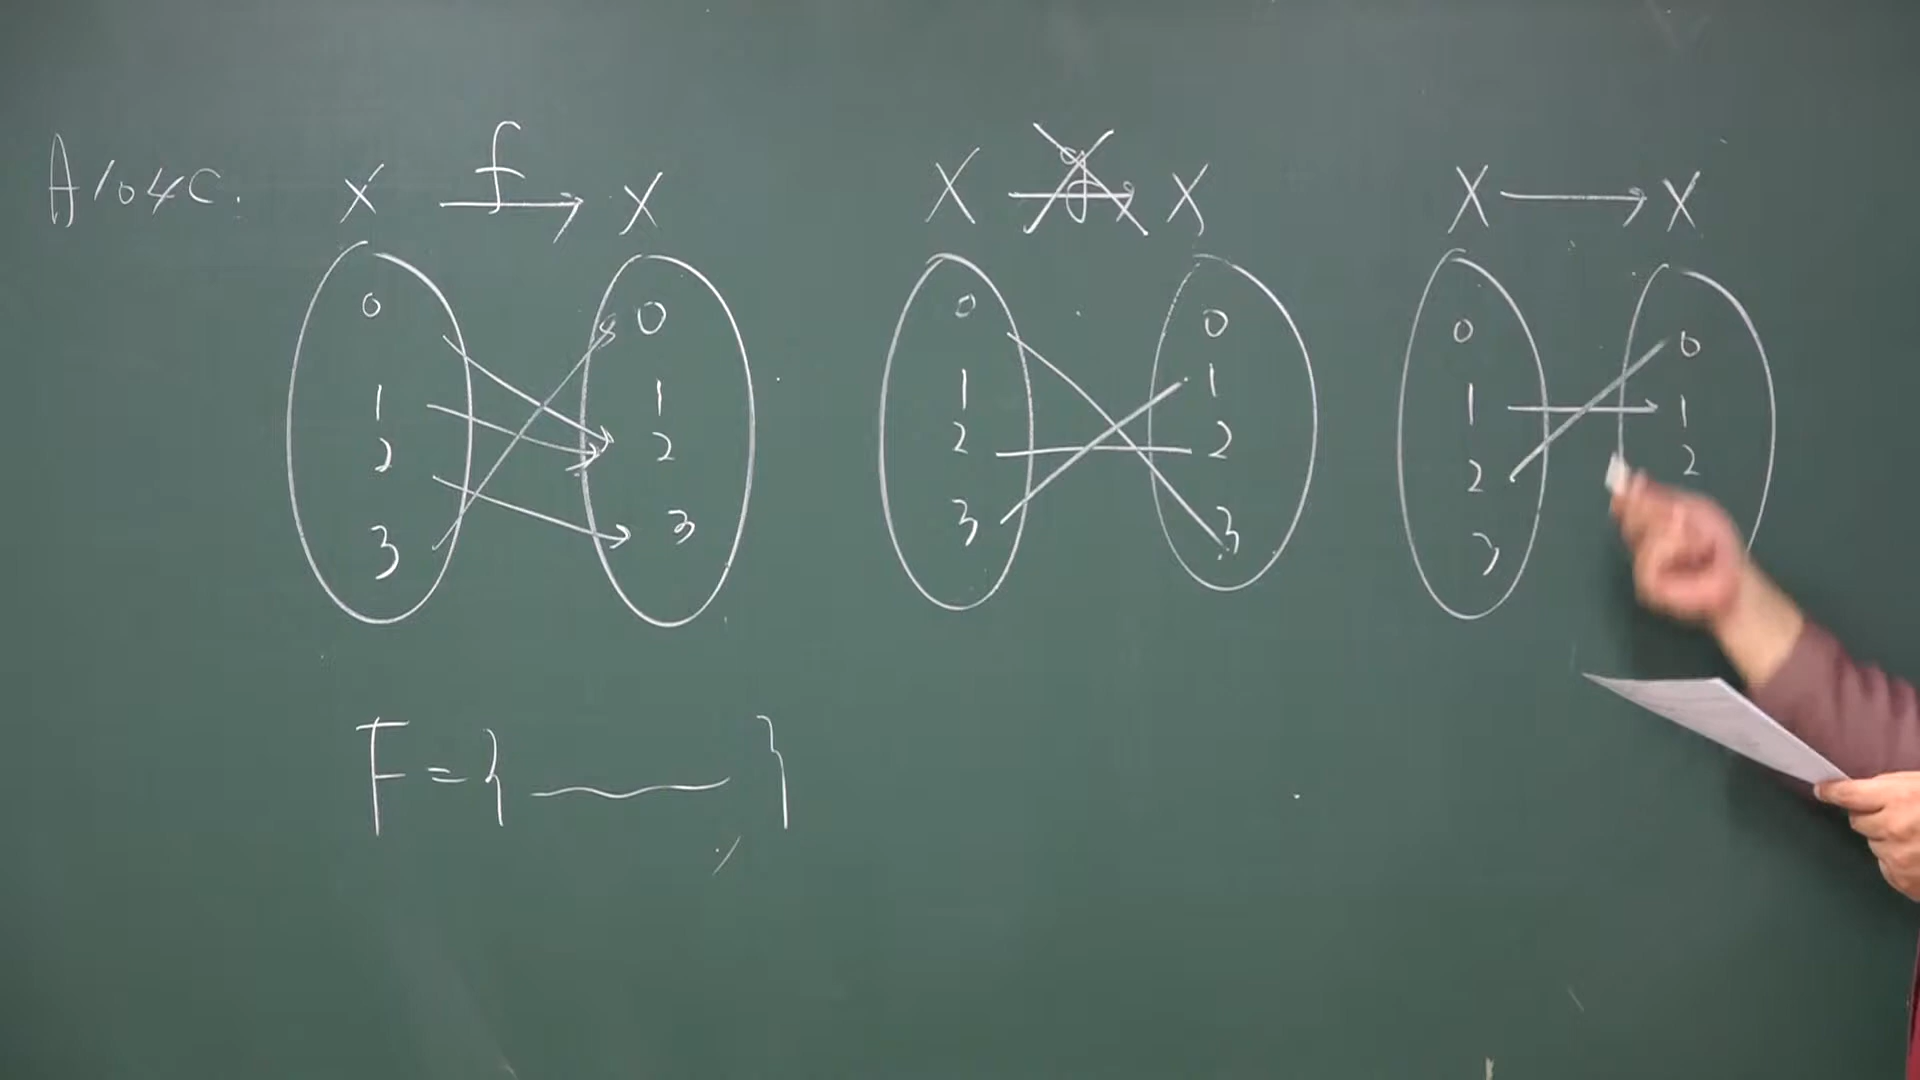 A104C. X f X X g X X X
0 0 0 0 0 0
1 1 1 1 1 1
2 2 2 2 2 2
3 3 3 3 3
F = { }